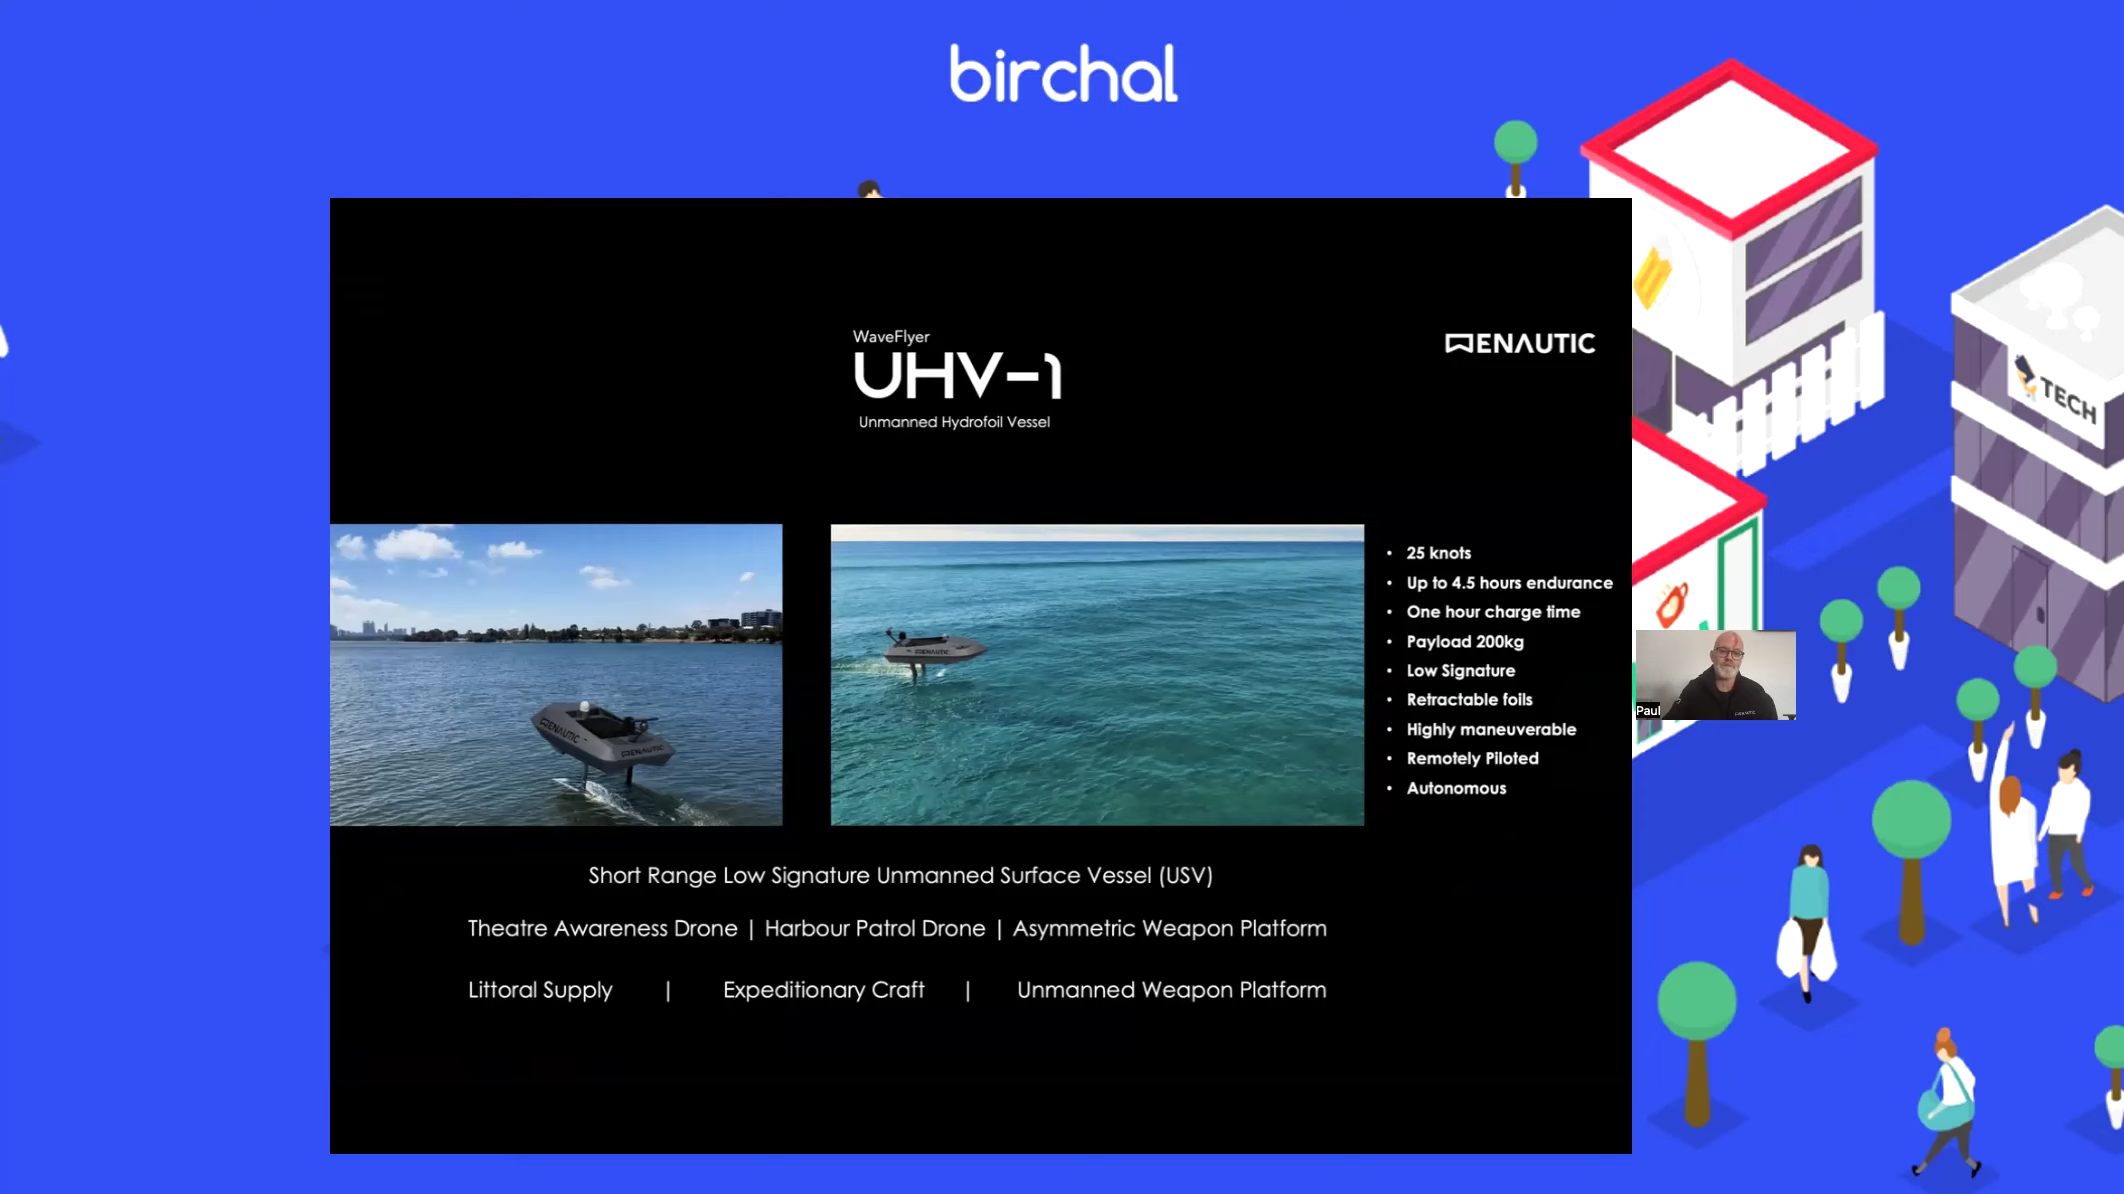 birchal
WaveFlyer
UHV-1
Unmanned Hydrofoil Vessel
ENAUTIC
TECH
ENAUTIC
ENAUTIC
ENAUTIC
• 25 knots
• Up to 4.5 hours endurance
• One hour charge time
• Payload 200kg
• Low Signature
• Retractable foils
• Highly maneuverable
• Remotely Piloted
• Autonomous
Paul
Short Range Low Signature Unmanned Surface Vessel (USV)
Theatre Awareness Drone | Harbour Patrol Drone | Asymmetric Weapon Platform
Littoral Supply | Expeditionary Craft | Unmanned Weapon Platform